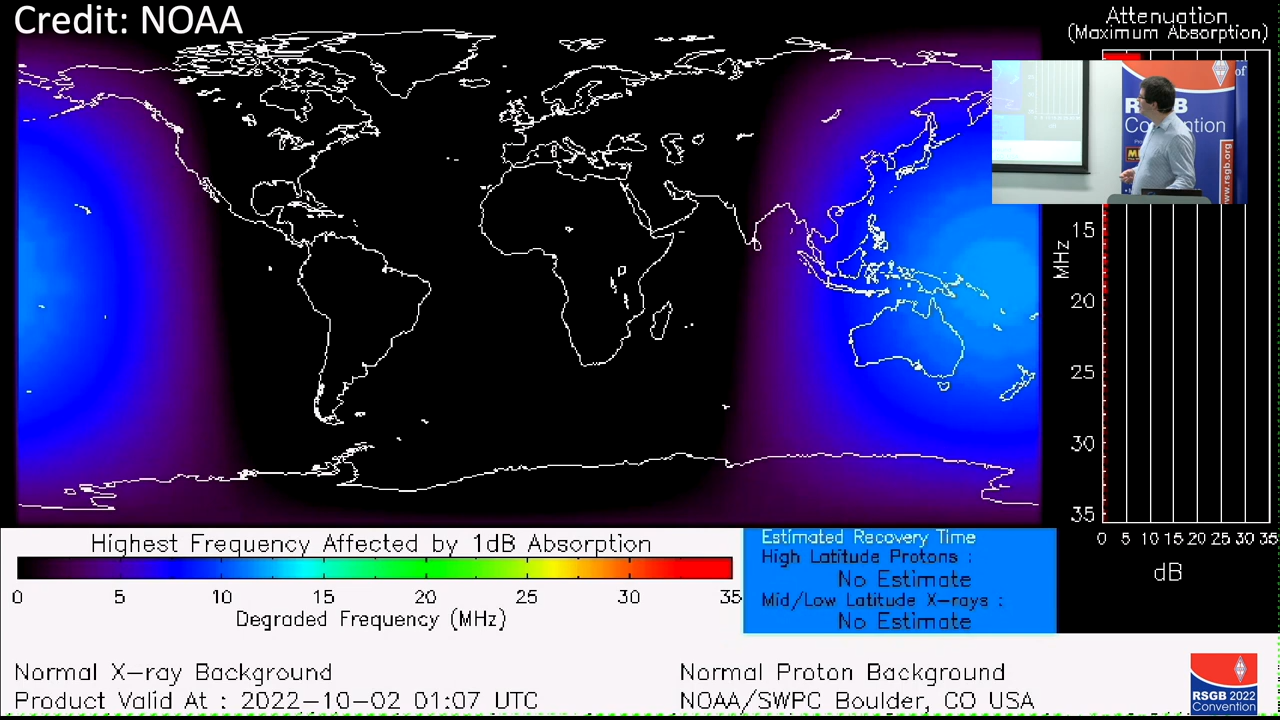 Credit: NOAA
Attenuation
(Maximum Absorption)
of
RSGB
Convention
www.rsgb.org
MHz
15
20
25
30
35
0 5 10 15 20 25 30 35
dB
Highest Frequency Affected by 1dB Absorption
0 5 10 15 20 25 30 35
Degraded Frequency (MHz)
Estimated Recovery Time
High Latitude Protons :
No Estimate
Mid/Low Latitude X-rays :
No Estimate
Normal X-ray Background
Product Valid At : 2022-10-02 01:07 UTC
Normal Proton Background
NOAA/SWPC Boulder, CO USA
RSGB 2022
Convention